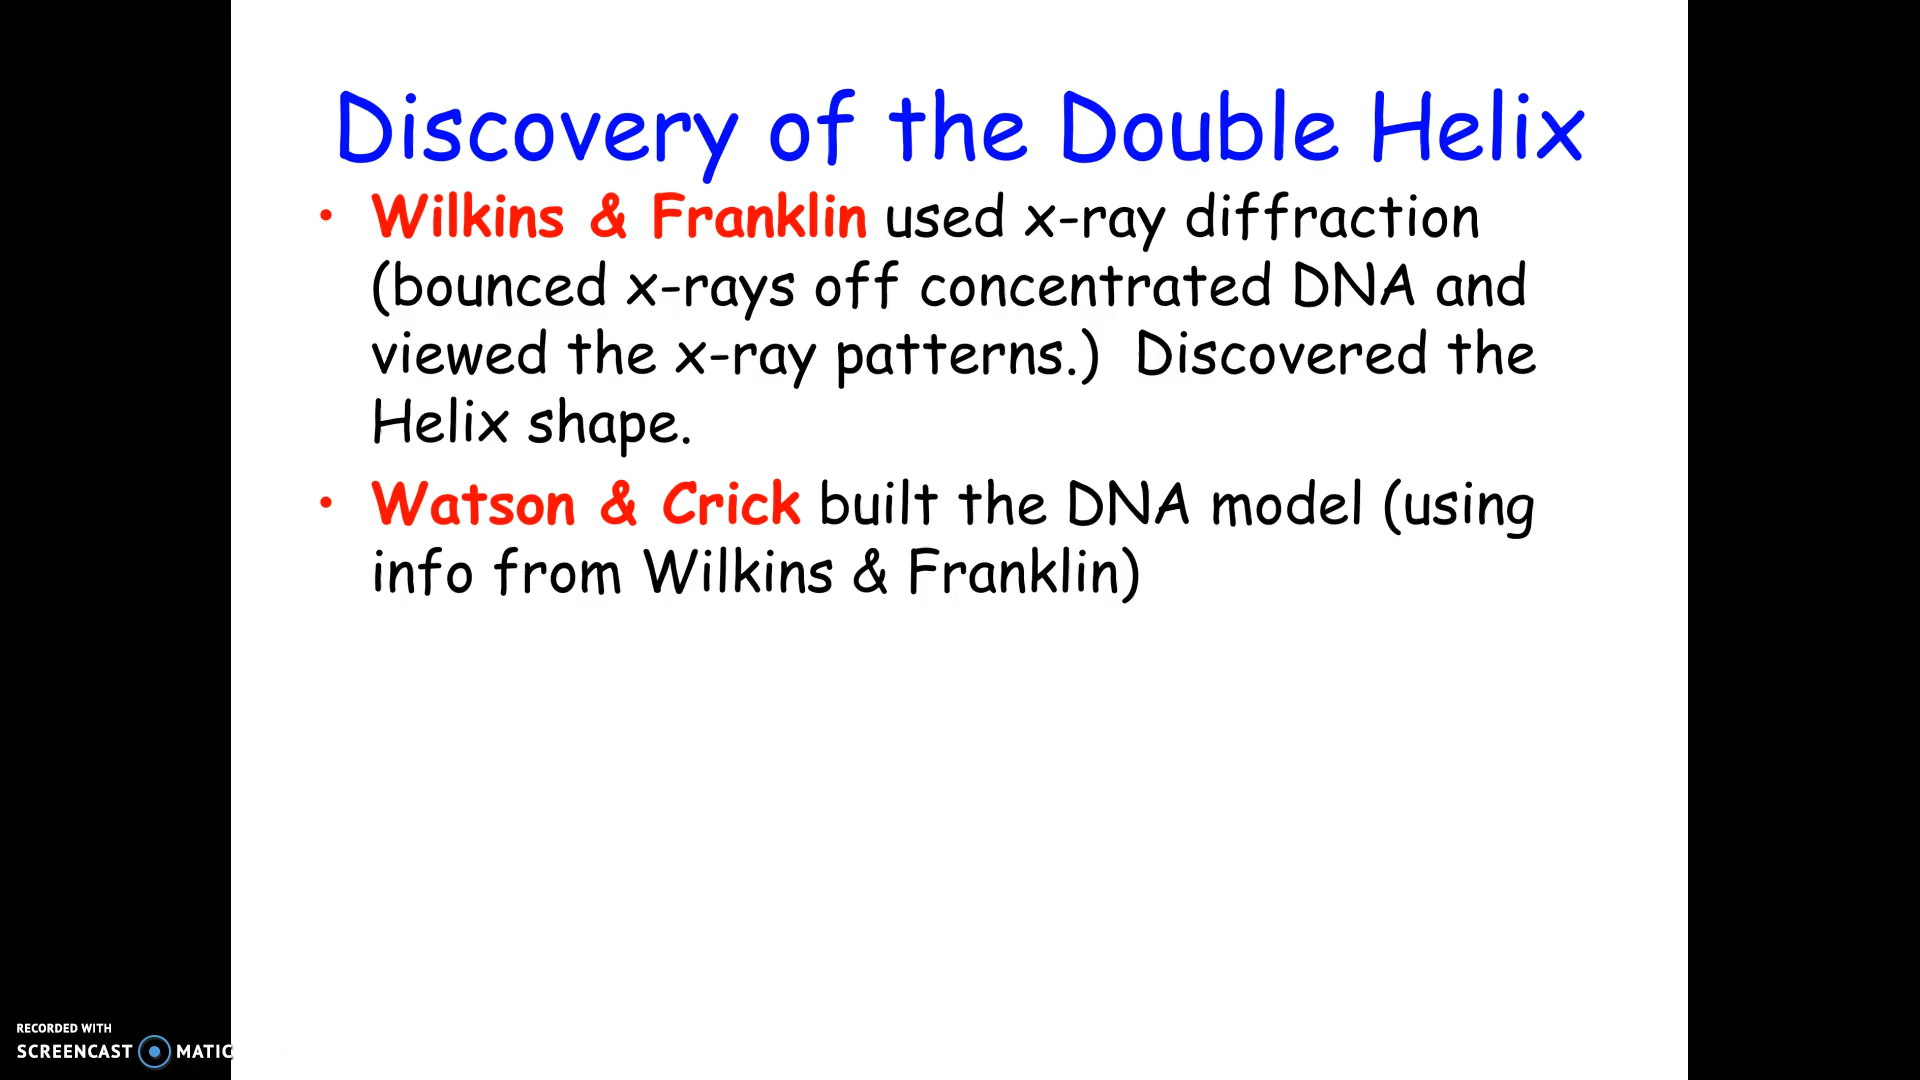 Discovery of the Double Helix
• Wilkins & Franklin used x-ray diffraction
(bounced x-rays off concentrated DNA and
viewed the x-ray patterns.) Discovered the
Helix shape.
• Watson & Crick built the DNA model (using
info from Wilkins & Franklin)
RECORDED WITH
SCREENCAST MATIC